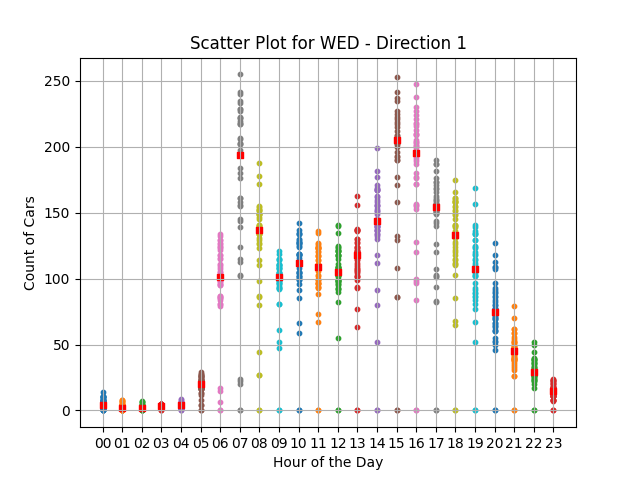 Scatter Plot for WED - Direction 1
250
200
150
100
50
0
Count of Cars
00 01 02 03 04 05 06 07 08 09 10 11 12 13 14 15 16 17 18 19 20 21 22 23
Hour of the Day